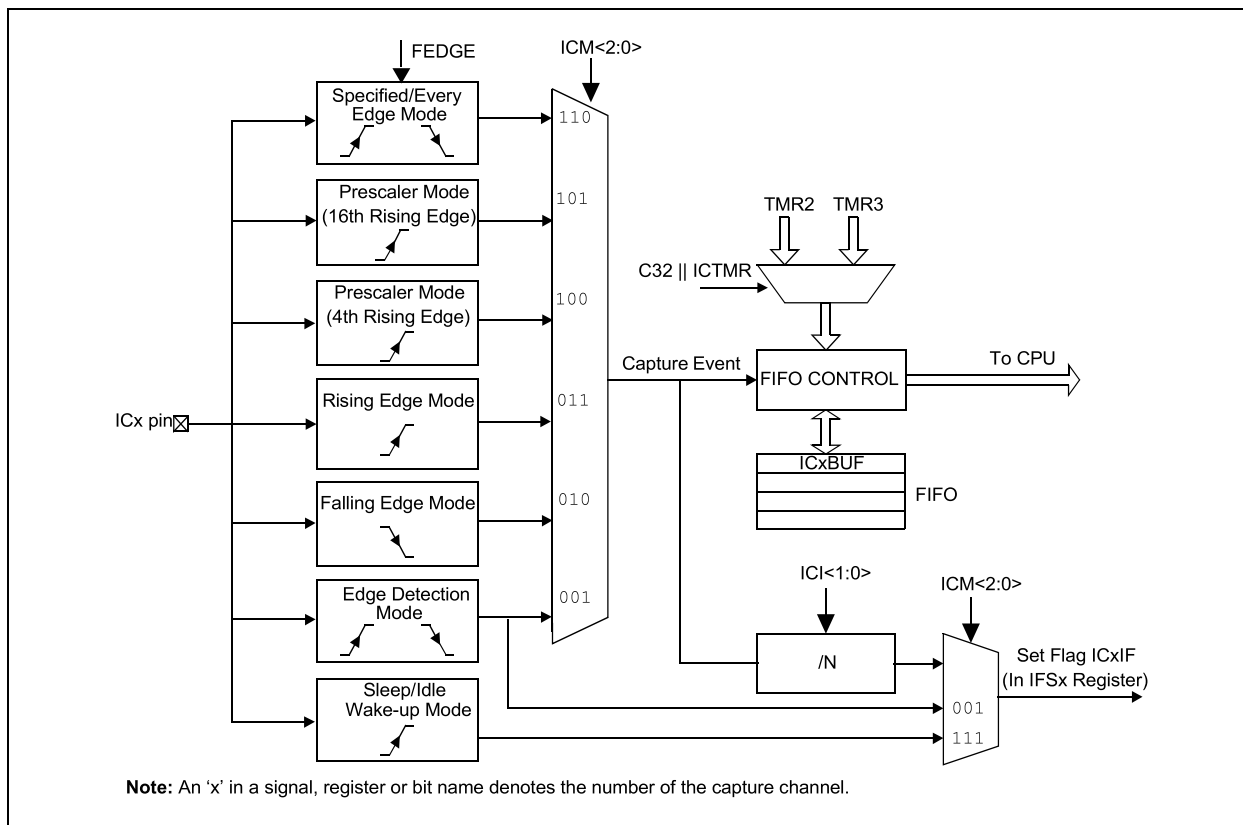 FEDGE
ICM<2:0>
Specified/Every
Edge Mode
110
Prescaler Mode
(16th Rising Edge)
101
TMR2
TMR3
C32 || ICTMR
Prescaler Mode
(4th Rising Edge)
100
Capture Event
FIFO CONTROL
To CPU
Rising Edge Mode
011
ICx pin
ICxBUF
FIFO
Falling Edge Mode
010
ICI<1:0>
ICM<2:0>
Edge Detection
Mode
001
/N
Set Flag ICxIF
(In IFSx Register)
Sleep/Idle
Wake-up Mode
001
111
Note: An ‘x’ in a signal, register or bit name denotes the number of the capture channel.